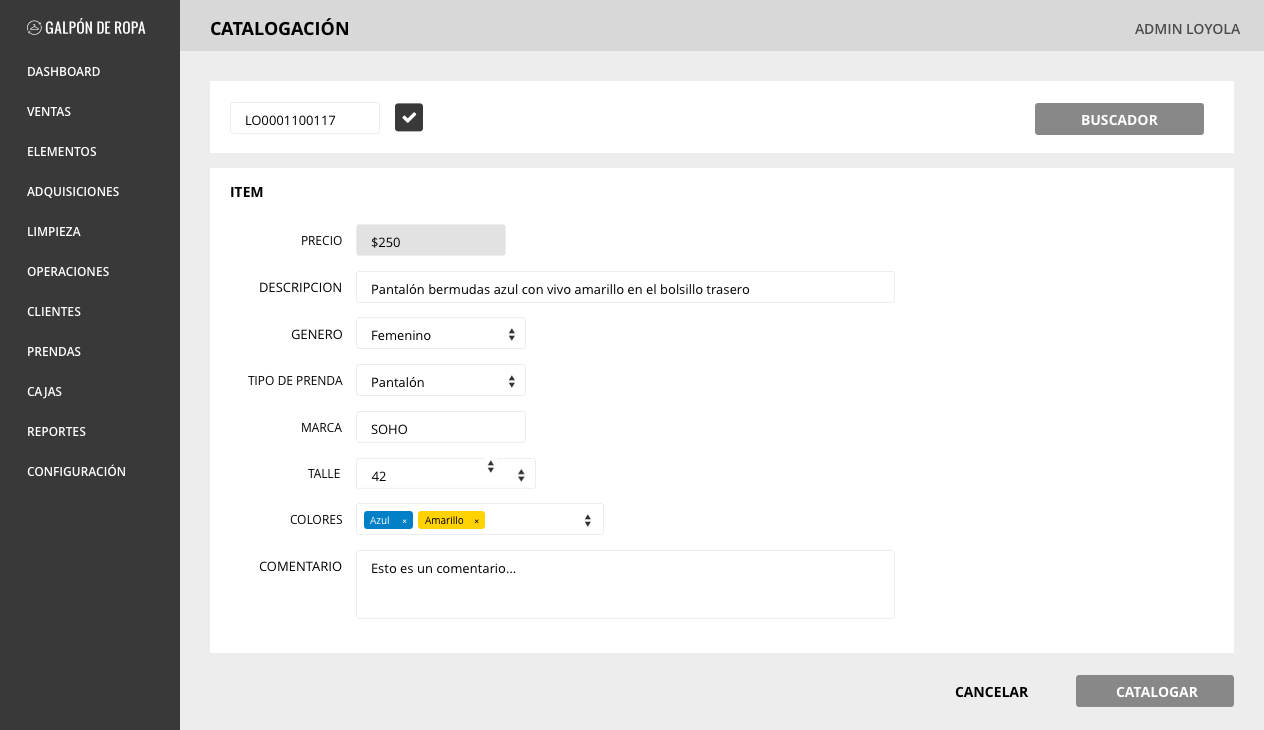 GALPÓN DE ROPA
DASHBOARD
VENTAS
ELEMENTOS
ADQUISICIONES
LIMPIEZA
OPERACIONES
CLIENTES
PRENDAS
CAJAS
REPORTES
CONFIGURACIÓN
CATALOGACIÓN
ADMIN LOYOLA
LO0001100117
BUSCADOR
ITEM
PRECIO $250
DESCRIPCION Pantalón bermudas azul con vivo amarillo en el bolsillo trasero
GENERO Femenino
TIPO DE PRENDA Pantalón
MARCA SOHO
TALLE 42
COLORES Azul × Amarillo ×
COMENTARIO Esto es un comentario...
CANCELAR CATALOGAR